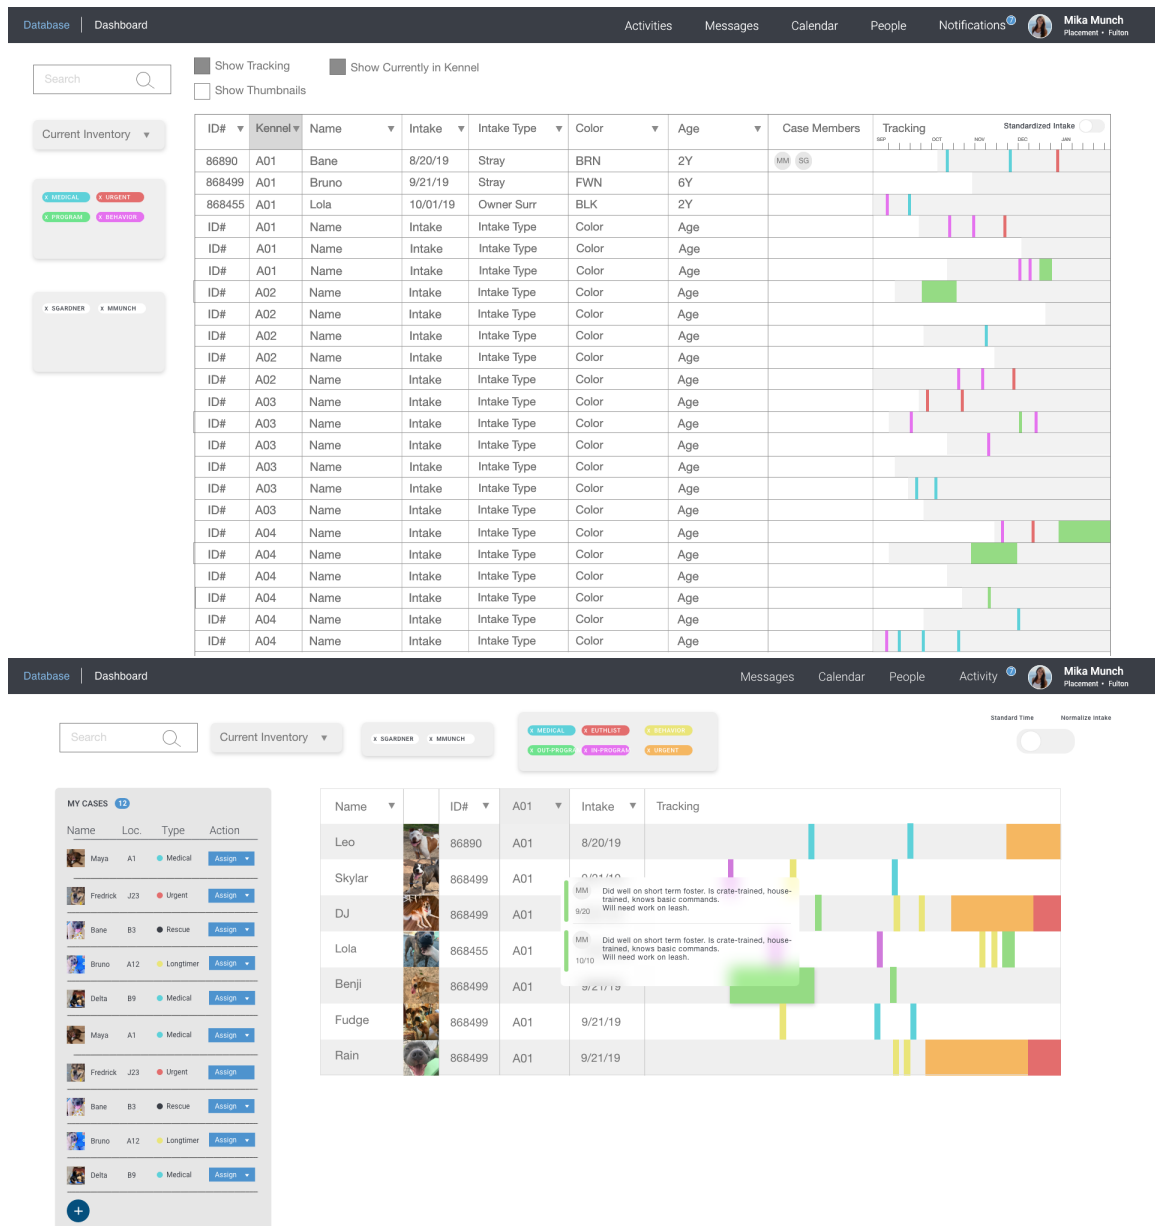 Database Dashboard Activities Messages Calendar People Notifications 7 Mika Munch
Placement • Fulton
Search
Show Tracking Show Currently in Kennel
Show Thumbnails
Current Inventory
X MEDICAL X URGENT
X PROGRAM X BEHAVIOR
X SGARDNER X MMUNCH
ID# Kennel Name Intake Intake Type Color Age Case Members Tracking Standardized Intake
SEP OCT NOV DEC JAN
86890 A01 Bane 8/20/19 Stray BRN 2Y MM SG
868499 A01 Bruno 9/21/19 Stray FWN 6Y
868455 A01 Lola 10/01/19 Owner Surr BLK 2Y
ID# A01 Name Intake Intake Type Color Age
ID# A01 Name Intake Intake Type Color Age
ID# A01 Name Intake Intake Type Color Age
ID# A02 Name Intake Intake Type Color Age
ID# A02 Name Intake Intake Type Color Age
ID# A02 Name Intake Intake Type Color Age
ID# A02 Name Intake Intake Type Color Age
ID# A02 Name Intake Intake Type Color Age
ID# A03 Name Intake Intake Type Color Age
ID# A03 Name Intake Intake Type Color Age
ID# A03 Name Intake Intake Type Color Age
ID# A03 Name Intake Intake Type Color Age
ID# A03 Name Intake Intake Type Color Age
ID# A03 Name Intake Intake Type Color Age
ID# A04 Name Intake Intake Type Color Age
ID# A04 Name Intake Intake Type Color Age
ID# A04 Name Intake Intake Type Color Age
ID# A04 Name Intake Intake Type Color Age
ID# A04 Name Intake Intake Type Color Age
ID# A04 Name Intake Intake Type Color Age
Database Dashboard Messages Calendar People Activity 7 Mika Munch
Placement • Fulton
Search
Current Inventory
X SGARDNER X MMUNCH
X MEDICAL X EUTHLIST X BEHAVIOR
X OUT-PROGRA X IN-PROGRAM X URGENT
Standard Time Normalize Intake
MY CASES 12
Name Loc. Type Action
Maya A1 Medical Assign
Fredrick J23 Urgent Assign
Bane B3 Rescue Assign
Bruno A12 Longtimer Assign
Delta B9 Medical Assign
Maya A1 Medical Assign
Fredrick J23 Urgent Assign
Bane B3 Rescue Assign
Bruno A12 Longtimer Assign
Delta B9 Medical Assign
+
Name ID# A01 Intake Tracking
Leo 86890 A01 8/20/19
Skylar 868499 A01 9/21/19
DJ 868499 A01
Lola 868455 A01
Benji 868499 A01 9/21/19
Fudge 868499 A01 9/21/19
Rain 868499 A01 9/21/19
MM Did well on short term foster. Is crate-trained, house-
trained, knows basic commands.
9/20 Will need work on leash.
MM Did well on short term foster. Is crate-trained, house-
trained, knows basic commands.
10/10 Will need work on leash.